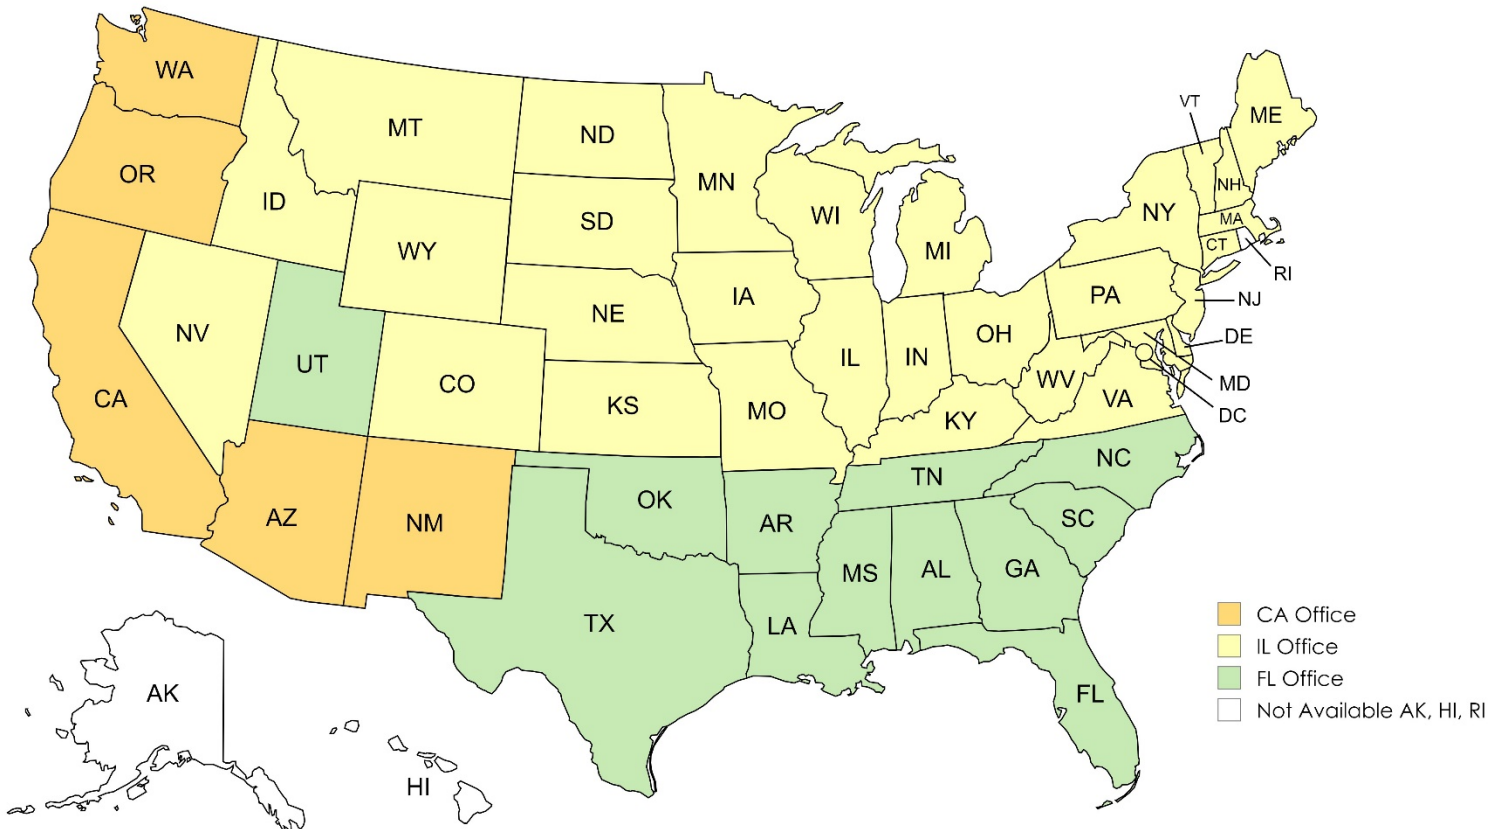 WA
OR
CA
NV
ID
MT
WY
UT
CO
AZ
NM
ND
SD
NE
KS
OK
TX
MN
IA
MO
AR
LA
WI
IL
MI
IN
OH
KY
TN
MS
AL
GA
FL
SC
NC
VA
WV
PA
NY
VT
NH
ME
MA
CT
RI
NJ
DE
MD
DC
AK
HI
CA Office
IL Office
FL Office
Not Available AK, HI, RI